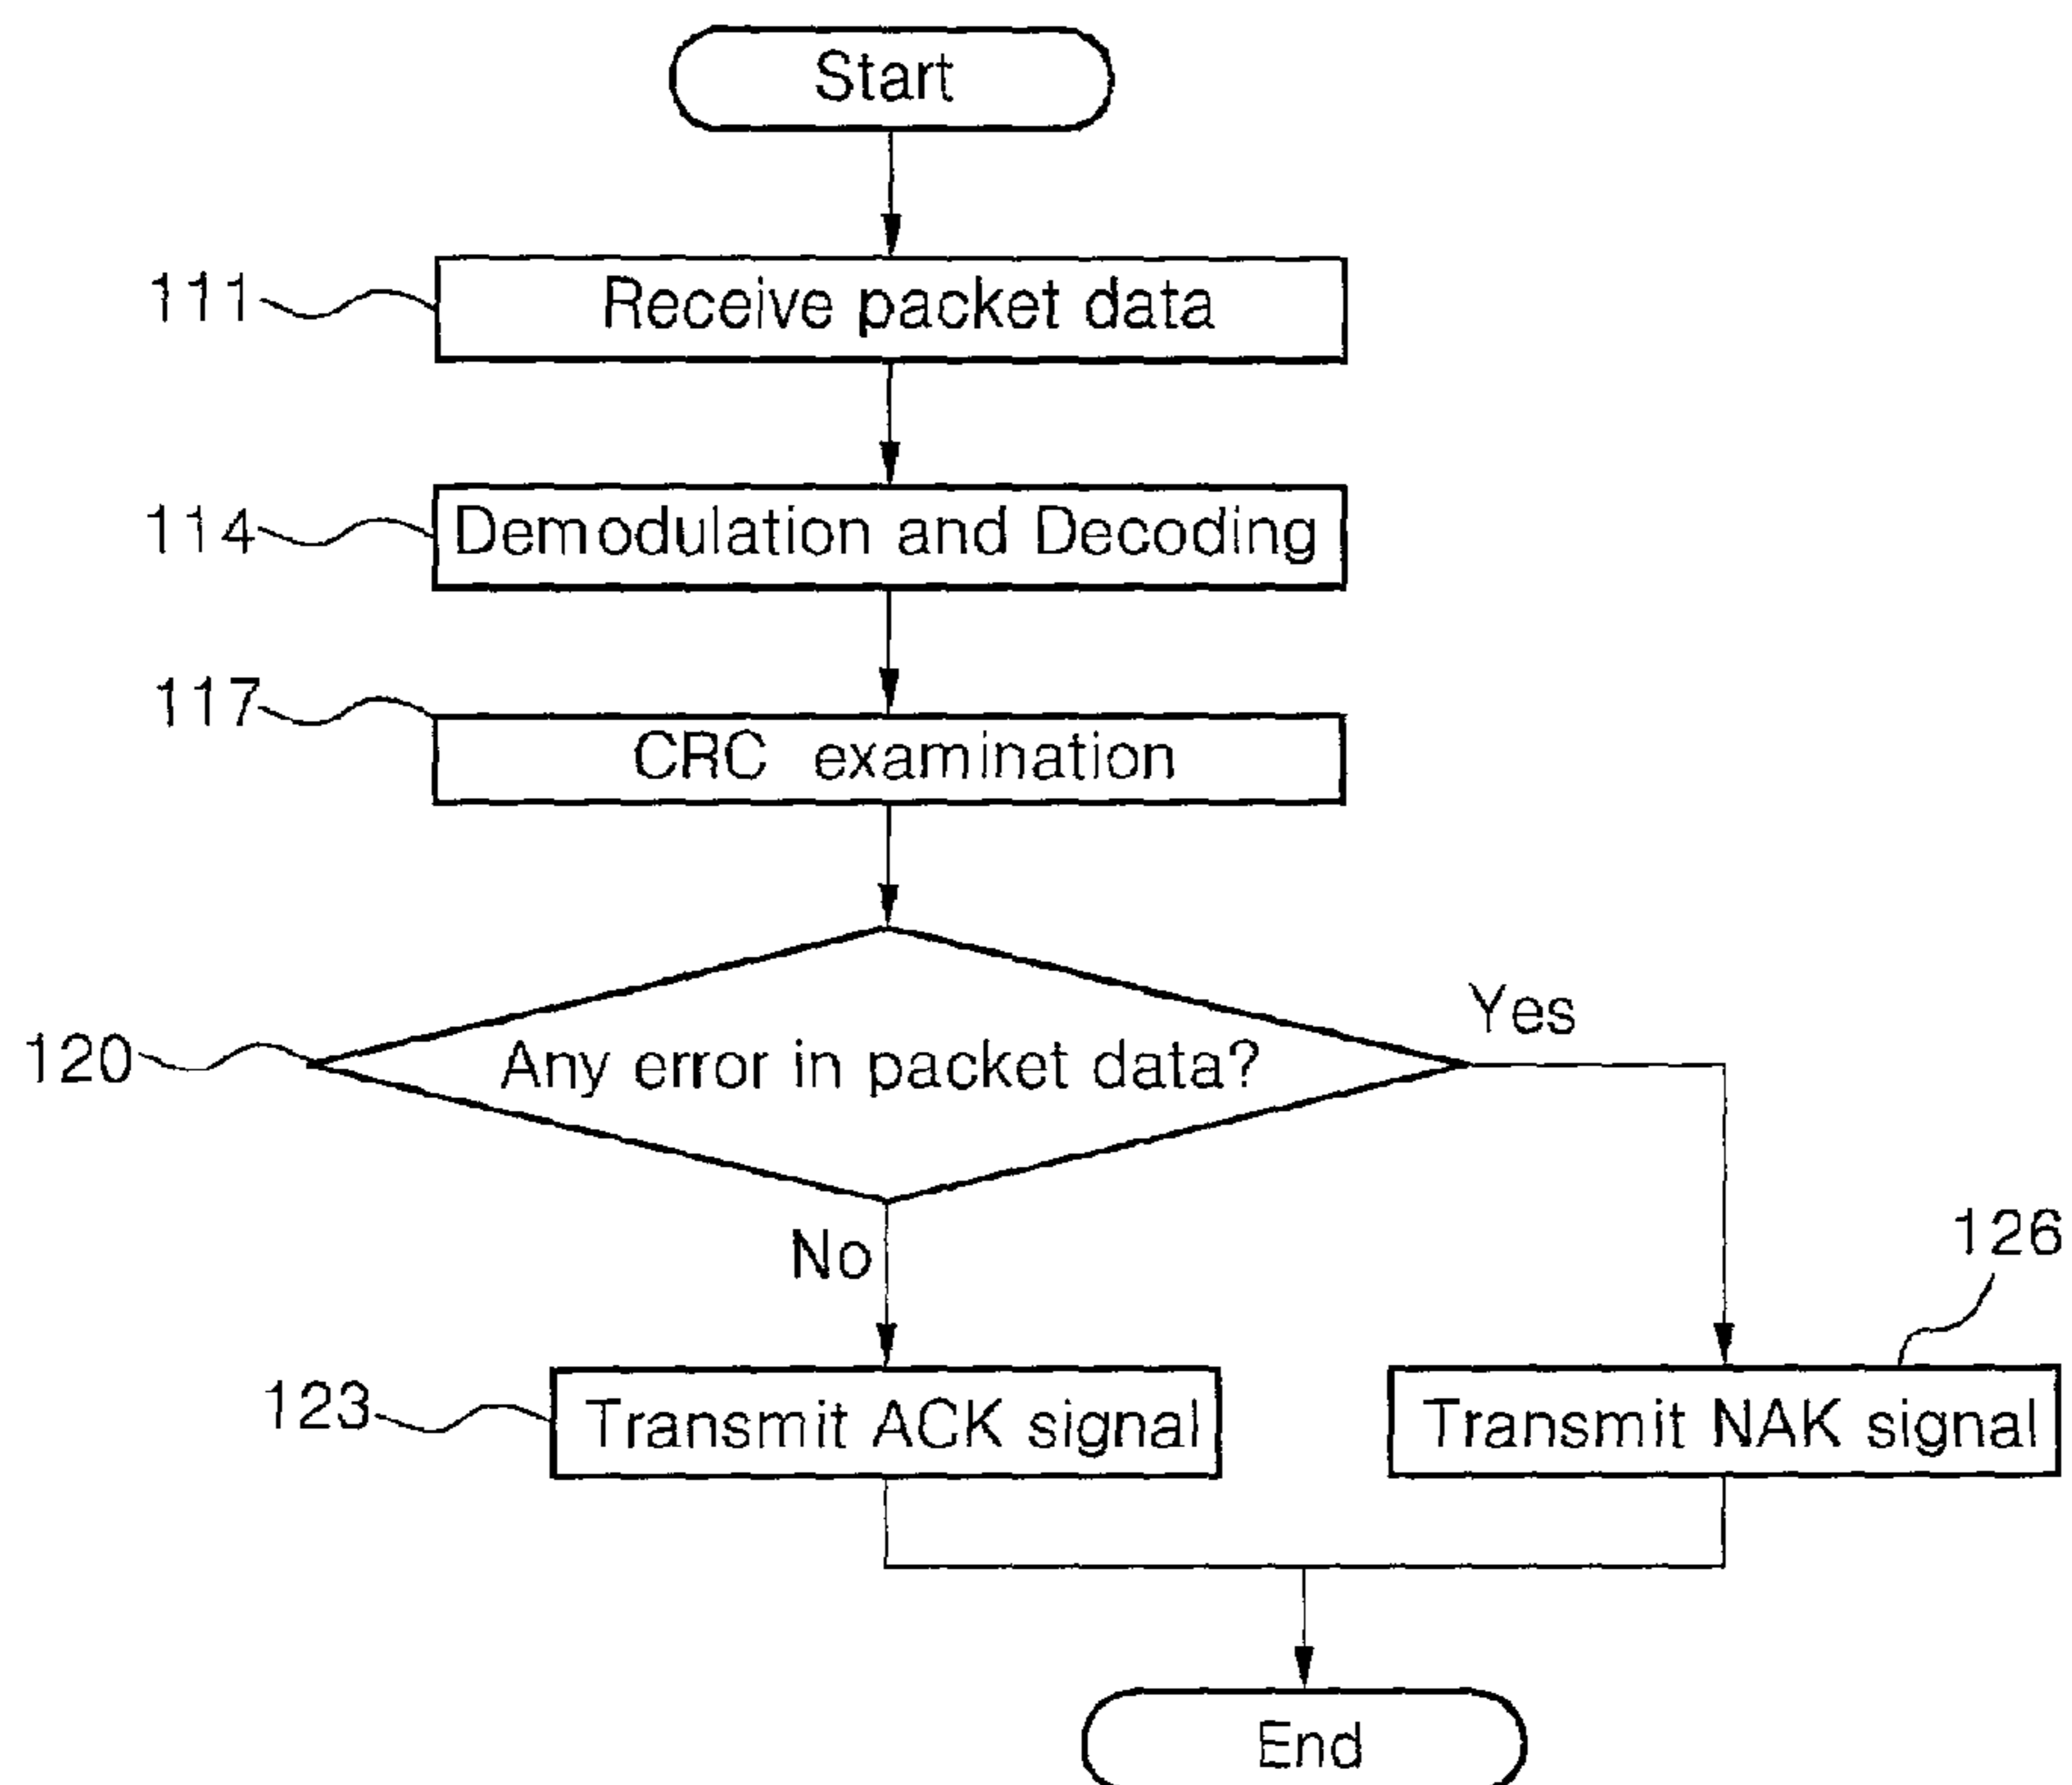 Start
111
Receive packet data
114
Demodulation and Decoding
117
CRC examination
120
Any error in packet data?
Yes
No
126
123
Transmit ACK signal
Transmit NAK signal
End